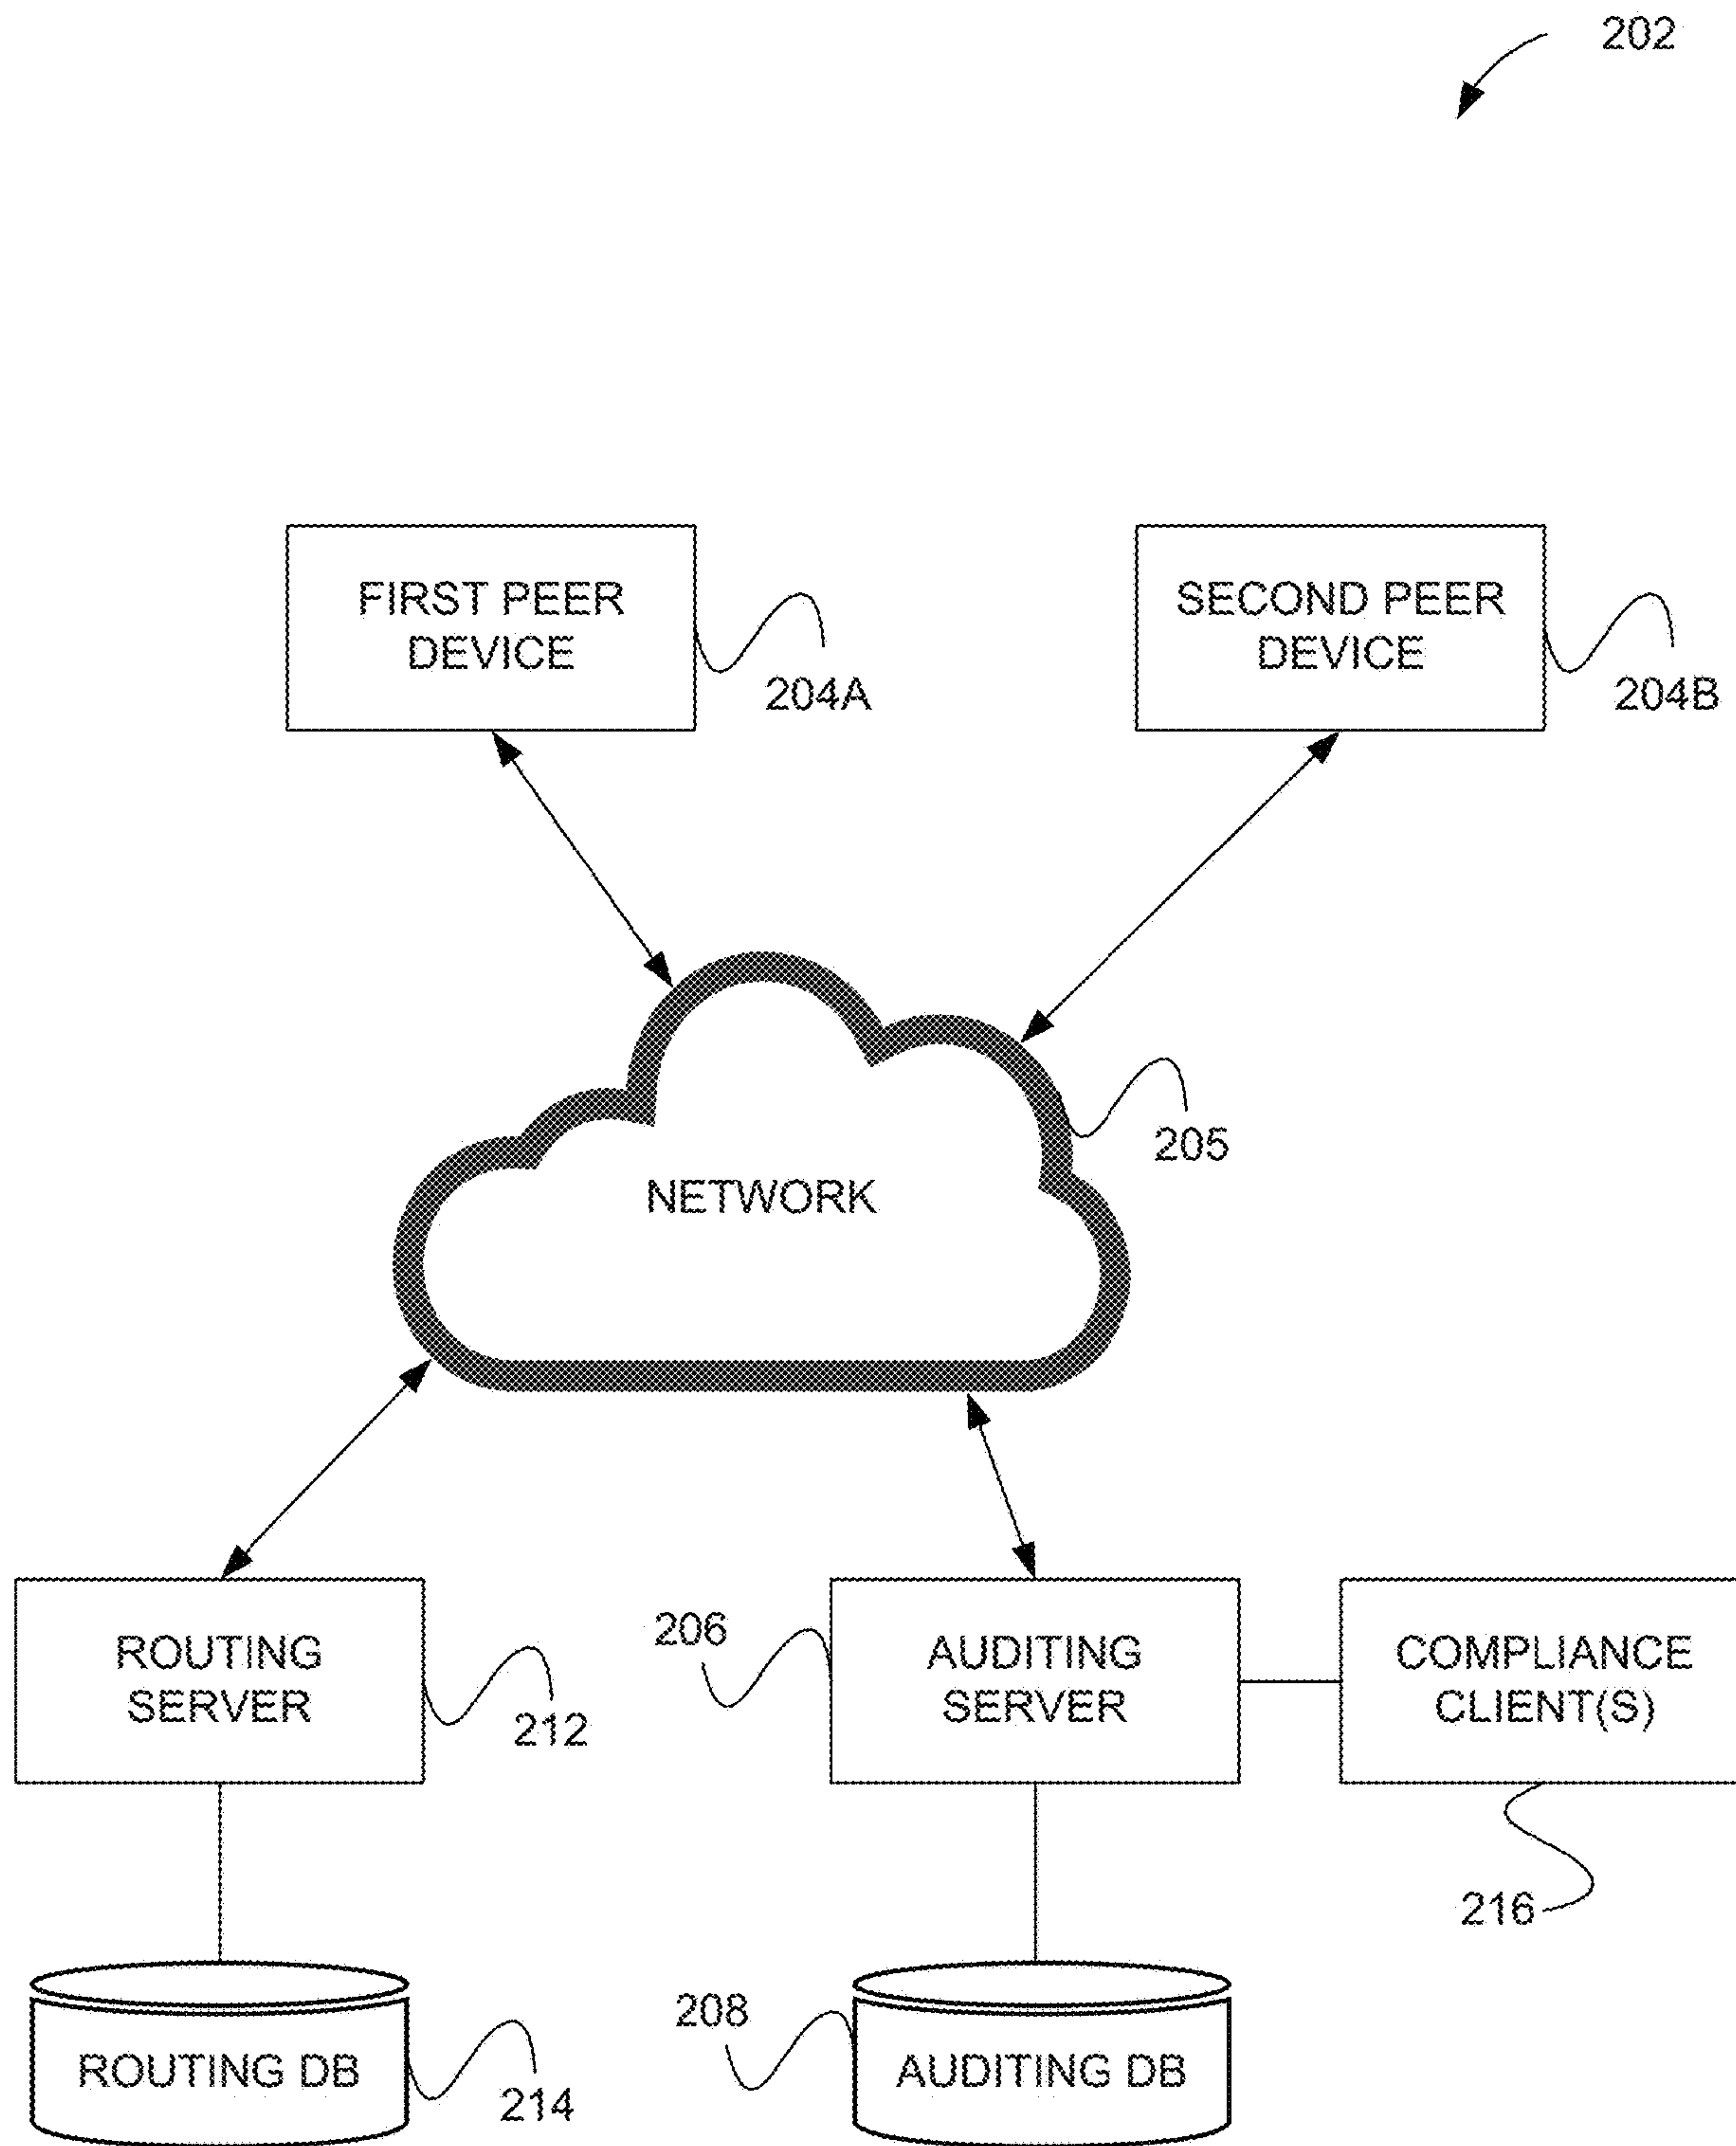 202
FIRST PEER
DEVICE
204A
SECOND PEER
DEVICE
204B
205
NETWORK
ROUTING
SERVER
212
206
AUDITING
SERVER
COMPLIANCE
CLIENT(S)
216
ROUTING DB
214
208
AUDITING DB